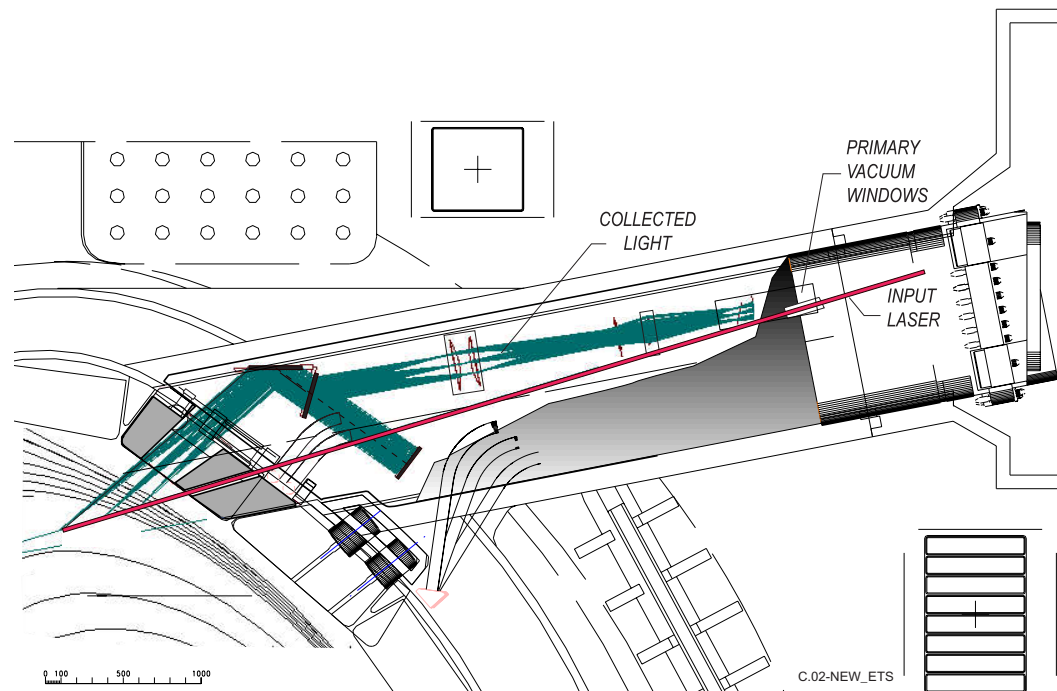 PRIMARY
VACUUM
WINDOWS
COLLECTED
LIGHT
INPUT
LASER
0 100 500 1000
C.02-NEW_ETS